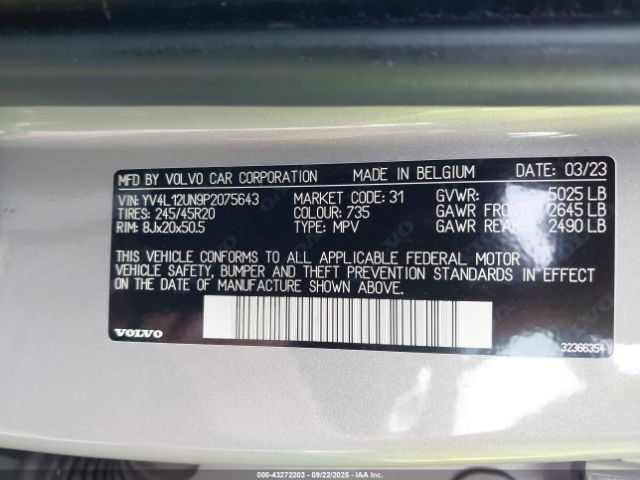 MFD BY VOLVO CAR CORPORATION MADE IN BELGIUM DATE: 03/23
VIN: YV4L12UN9P2075643 MARKET CODE: 31 GVWR: 5025 LB
TIRES: 245/45R20 COLOUR: 735 GAWR FRONT: 2645 LB
RIM: 8Jx20x50.5 TYPE: MPV GAWR REAR: 2490 LB
THIS VEHICLE CONFORMS TO ALL APPLICABLE FEDERAL MOTOR
VEHICLE SAFETY, BUMPER AND THEFT PREVENTION STANDARDS IN EFFECT
ON THE DATE OF MANUFACTURE SHOWN ABOVE.
VOLVO
32366354
000-43272203 - 09/22/2025 - IAA Inc.